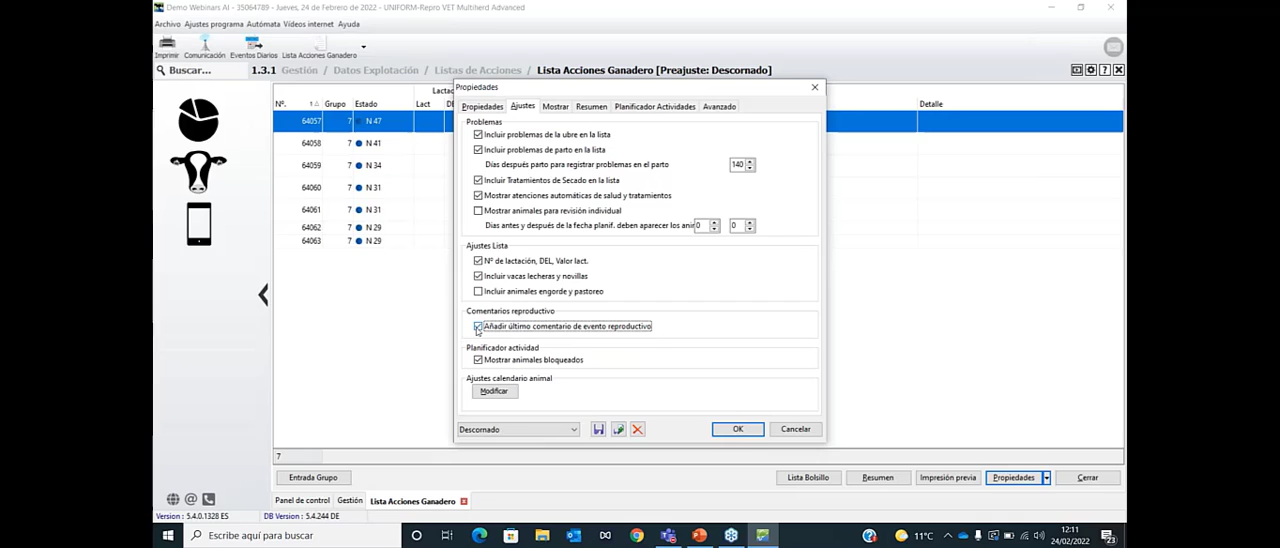 Demo Webinars AI - 35064789 - Jueves, 24 de Febrero de 2022 - UNIFORM-Repro VET Multiherd Advanced
Archivo Ajustes programa Autómata Vídeos internet Ayuda
Imprimir Comunicación Eventos Diarios Lista Acciones Ganadero
Buscar... 1.3.1 Gestión / Datos Explotación / Listas de Acciones / Lista Acciones Ganadero [Preajuste: Descornado]
Nº. 1 Grupo Estado Lact Detalle
64057 7 N 47
64058 7 N 41
64059 7 N 34
64060 7 N 31
64061 7 N 31
64062 7 N 29
64063 7 N 29
7
Propiedades
Propiedades Ajustes Mostrar Resumen Planificador Actividades Avanzado
Problemas
Incluir problemas de la ubre en la lista
Incluir problemas de parto en la lista
Días después parto para registrar problemas en el parto 140
Incluir Tratamientos de Secado en la lista
Mostrar atenciones automáticas de salud y tratamientos
Mostrar animales para revisión individual
Días antes y después de la fecha planif. deben aparecer los 0 0
Ajustes Lista
Nº de lactación, DEL, Valor lact.
Incluir vacas lecheras y novillas
Incluir animales engorde y pastoreo
Comentarios reproductivo
Añadir último comentario de evento reproductivo
Planificador actividad
Mostrar animales bloqueados
Ajustes calendario animal
Modificar
Descornado OK Cancelar
Entrada Grupo Lista Bolsillo Resumen Impresión previa Propiedades Cerrar
Panel de control Gestión Lista Acciones Ganadero
Version : 5.4.0.1328 ES DB Version : 5.4.244 DE
Escribe aquí para buscar 11°C 12:11
24/02/2022 23